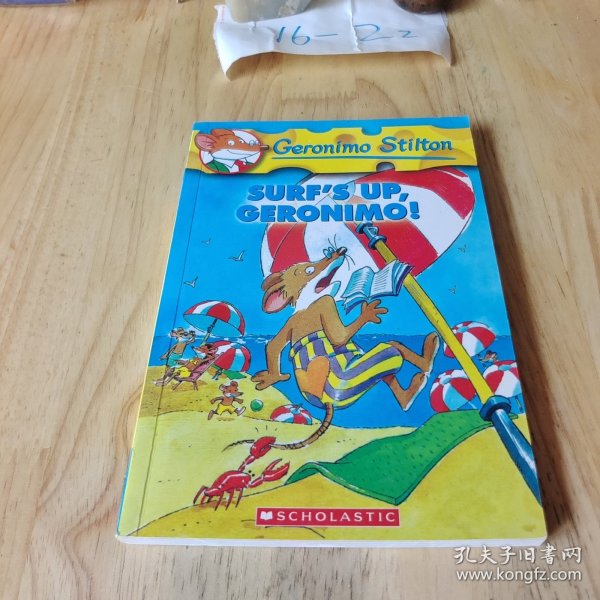 16-22
Geronimo Stilton
SURF'S UP,
GERONIMO!
SCHOLASTIC
孔夫子旧书网
www.kongfz.com